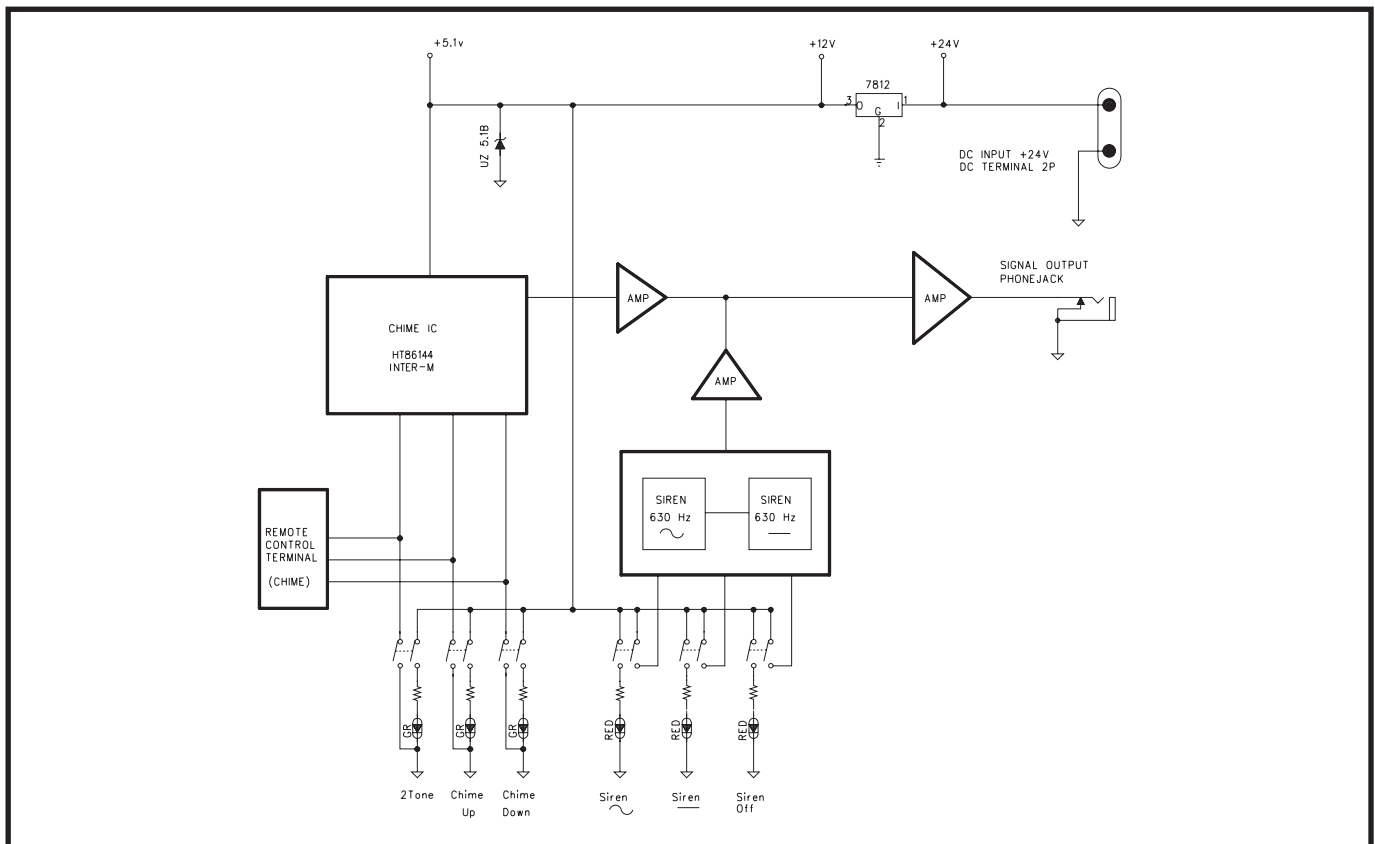 +5.1v
+12V
+24V
7812
3
O
G
I
1
2
UZ 5.1B
DC INPUT +24V
DC TERMINAL 2P
SIGNAL OUTPUT
PHONEJACK
AMP
AMP
CHIME IC
HT86144
INTER-M
AMP
SIREN
630 Hz
SIREN
630 Hz
REMOTE
CONTROL
TERMINAL
(CHIME)
GR
GR
GR
RED
RED
RED
2Tone
Chime
Up
Chime
Down
Siren
Siren
Siren
Off